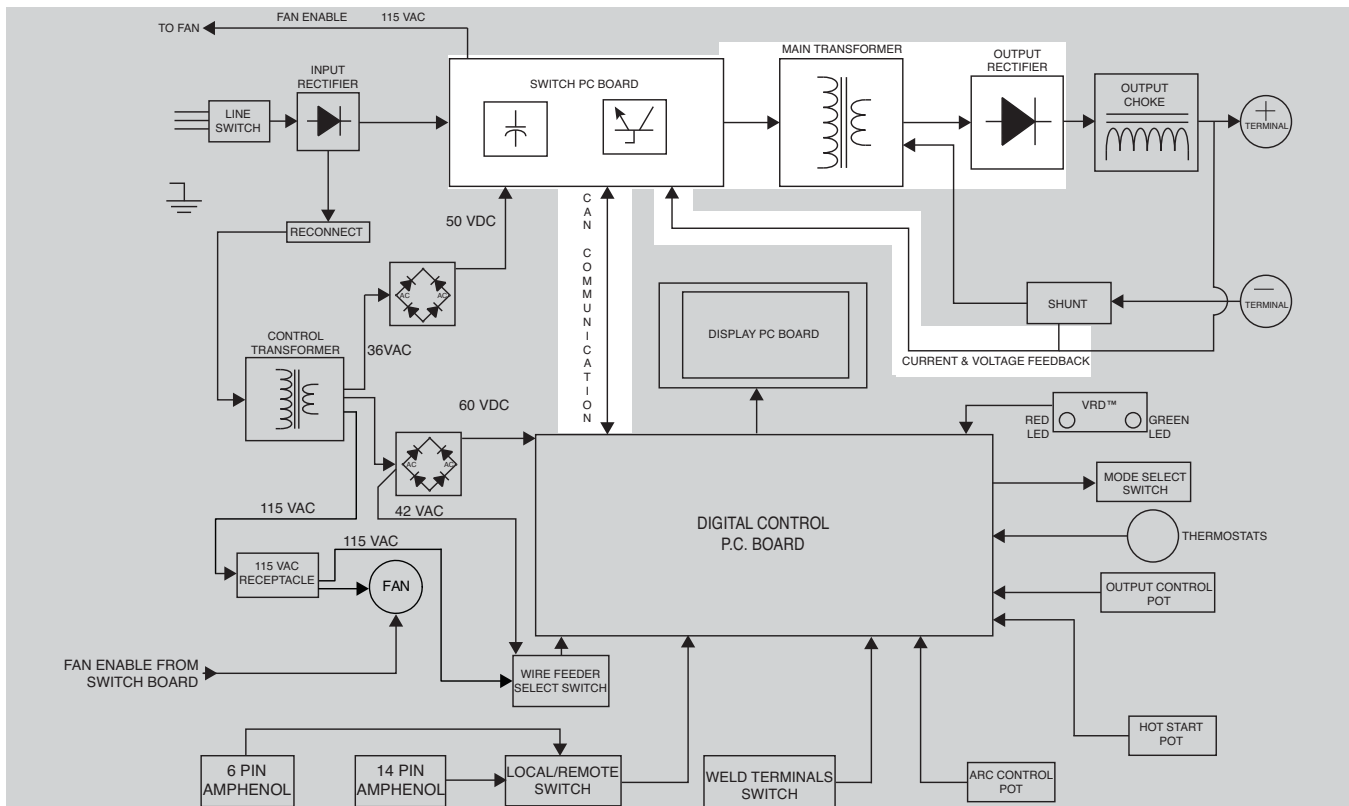 FAN ENABLE 115 VAC
TO FAN
INPUT
RECTIFIER
LINE
SWITCH
RECONNECT
SWITCH PC BOARD
MAIN TRANSFORMER
OUTPUT
RECTIFIER
OUTPUT
CHOKE
+
TERMINAL
50 VDC
CAN COMMUNICATION
AC AC
36VAC
CONTROL
TRANSFORMER
DISPLAY PC BOARD
SHUNT
−
TERMINAL
CURRENT & VOLTAGE FEEDBACK
60 VDC
AC AC
42 VAC
VRD™
RED
LED
GREEN
LED
MODE SELECT
SWITCH
DIGITAL CONTROL
P.C. BOARD
THERMOSTATS
OUTPUT CONTROL
POT
115 VAC
115 VAC
115 VAC
RECEPTACLE
FAN
FAN ENABLE FROM
SWITCH BOARD
WIRE FEEDER
SELECT SWITCH
HOT START
POT
6 PIN
AMPHENOL
14 PIN
AMPHENOL
LOCAL/REMOTE
SWITCH
WELD TERMINALS
SWITCH
ARC CONTROL
POT